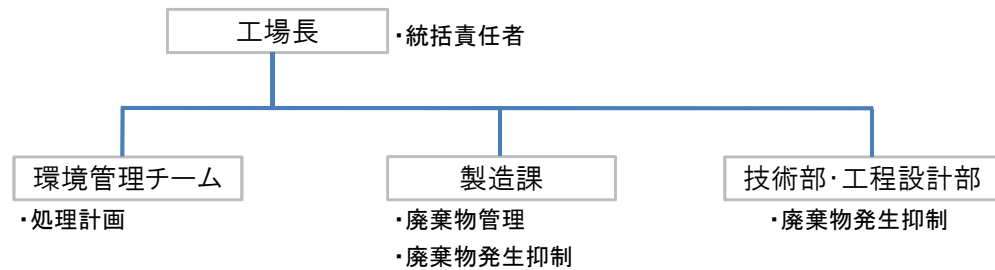 工場長
・統括責任者
環境管理チーム
製造課
技術部・工程設計部
・処理計画
・廃棄物管理
・廃棄物発生抑制
・廃棄物発生抑制